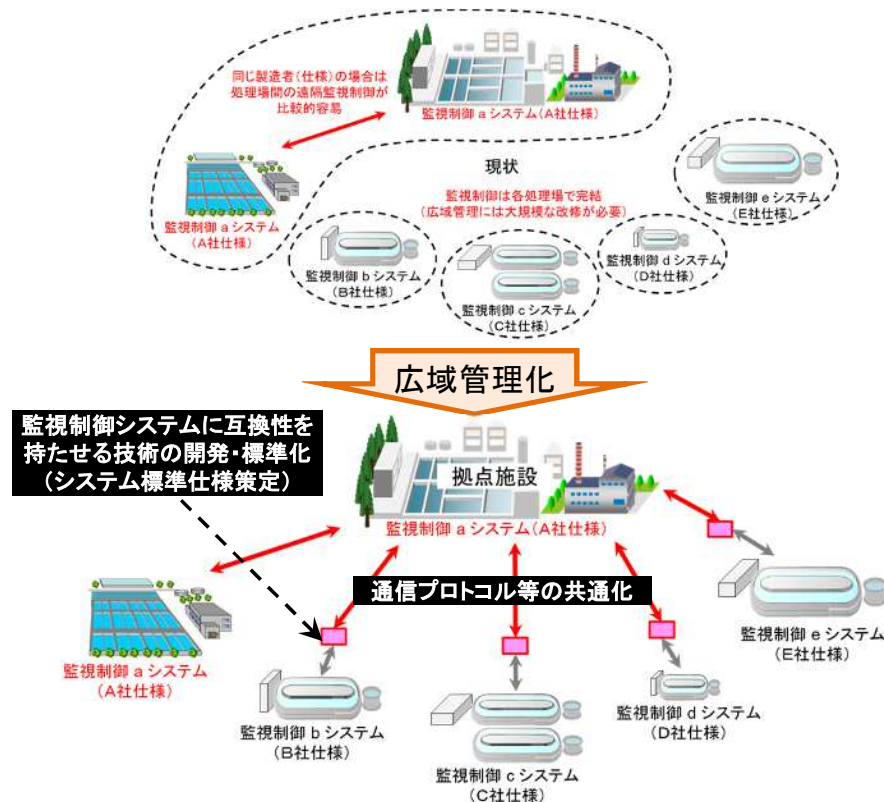 同じ製造者(仕様)の場合は
処理場間の遠隔監視制御が
比較的容易
監視制御 a システム(A社仕様)
監視制御 a システム
(A社仕様)
現状
監視制御は各処理場で完結
(広域管理には大規模な改修が必要)
監視制御 e システム
(E社仕様)
監視制御 b システム
(B社仕様)
監視制御 d システム
(D社仕様)
監視制御 c システム
(C社仕様)
広域管理化
監視制御システムに互換性を
持たせる技術の開発・標準化
(システム標準仕様策定)
拠点施設
監視制御 a システム(A社仕様)
通信プロトコル等の共通化
監視制御 a システム
(A社仕様)
監視制御 e システム
(E社仕様)
監視制御 b システム
(B社仕様)
監視制御 d システム
(D社仕様)
監視制御 c システム
(C社仕様)